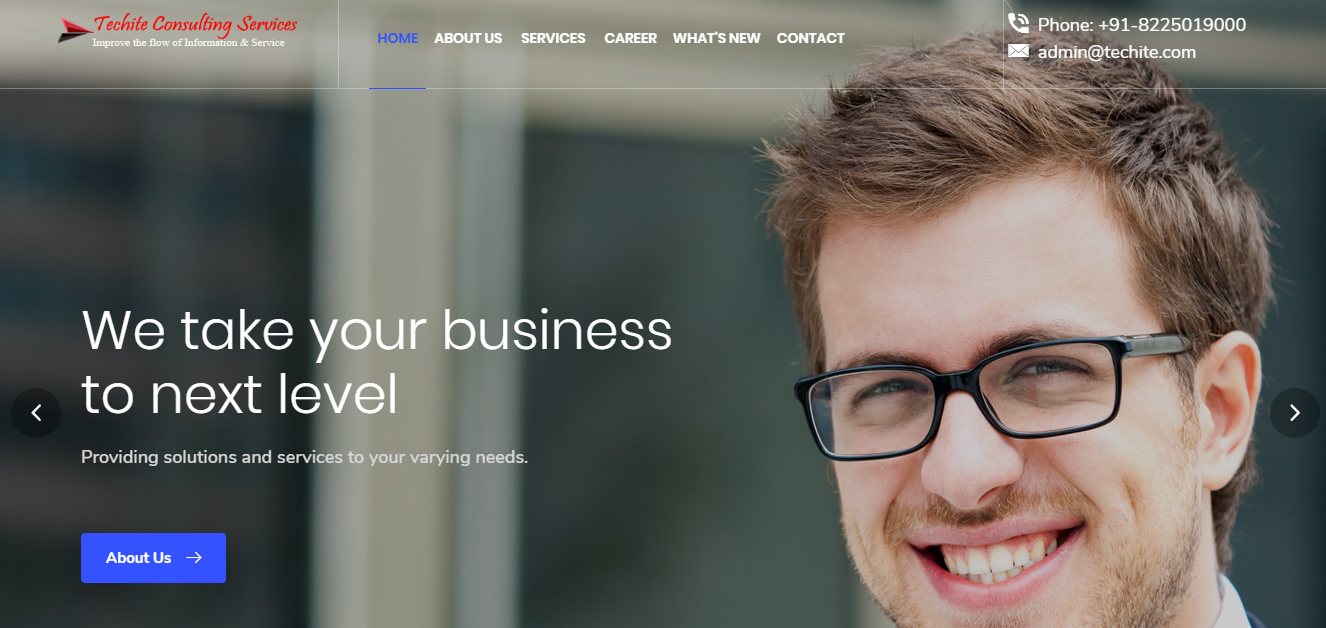 Techite Consulting Services
Improve the flow of Information & Service
HOME ABOUT US SERVICES CAREER WHAT'S NEW CONTACT
Phone: +91-8225019000
admin@techite.com
We take your business
to next level
Providing solutions and services to your varying needs.
About Us